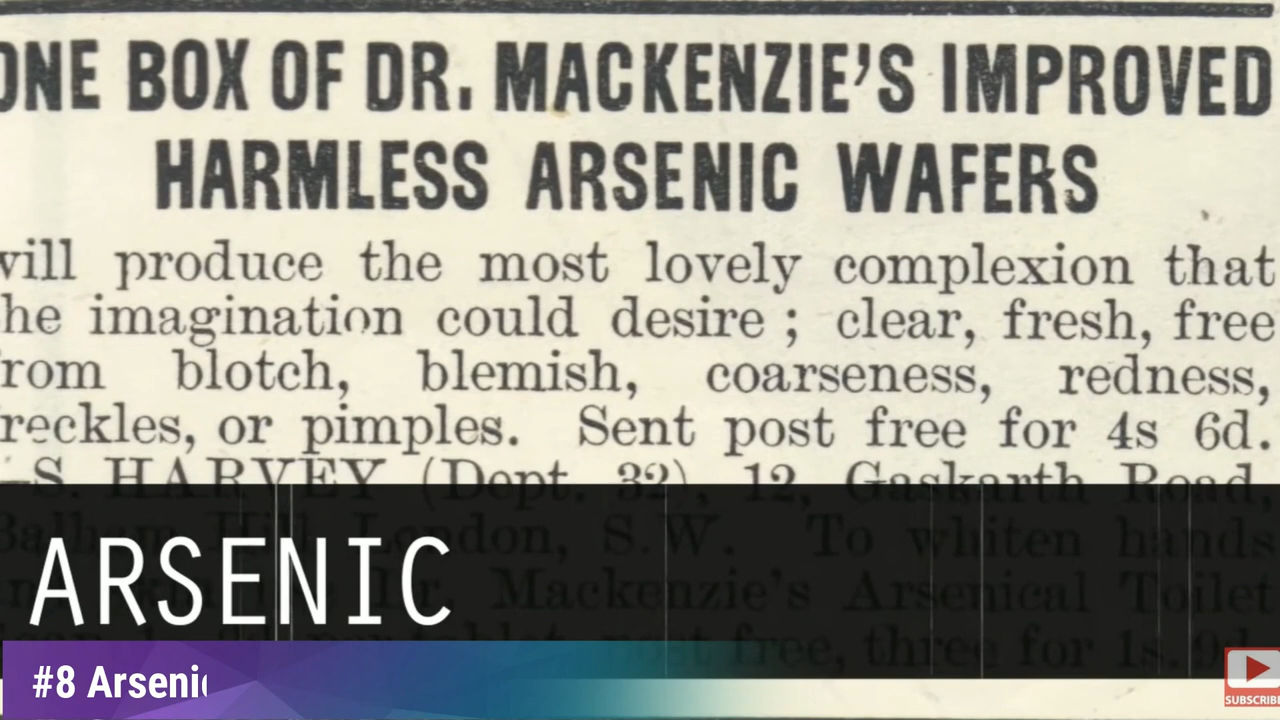 ONE BOX OF DR. MACKENZIE'S IMPROVED
HARMLESS ARSENIC WAFERS
will produce the most lovely complexion that
the imagination could desire ; clear, fresh, free
from blotch, blemish, coarseness, redness,
freckles, or pimples. Sent post free for 4s 6d.
—S. HARVEY (Dept. 32), 12, Gaskarth Road,
Balham Hill, London, S.W. To whiten hands
Dr. Mackenzie's Arsenical Toilet
post free, three for 1s. 9d.
ARSENIC
#8 Arsenic
SUBSCRIBE